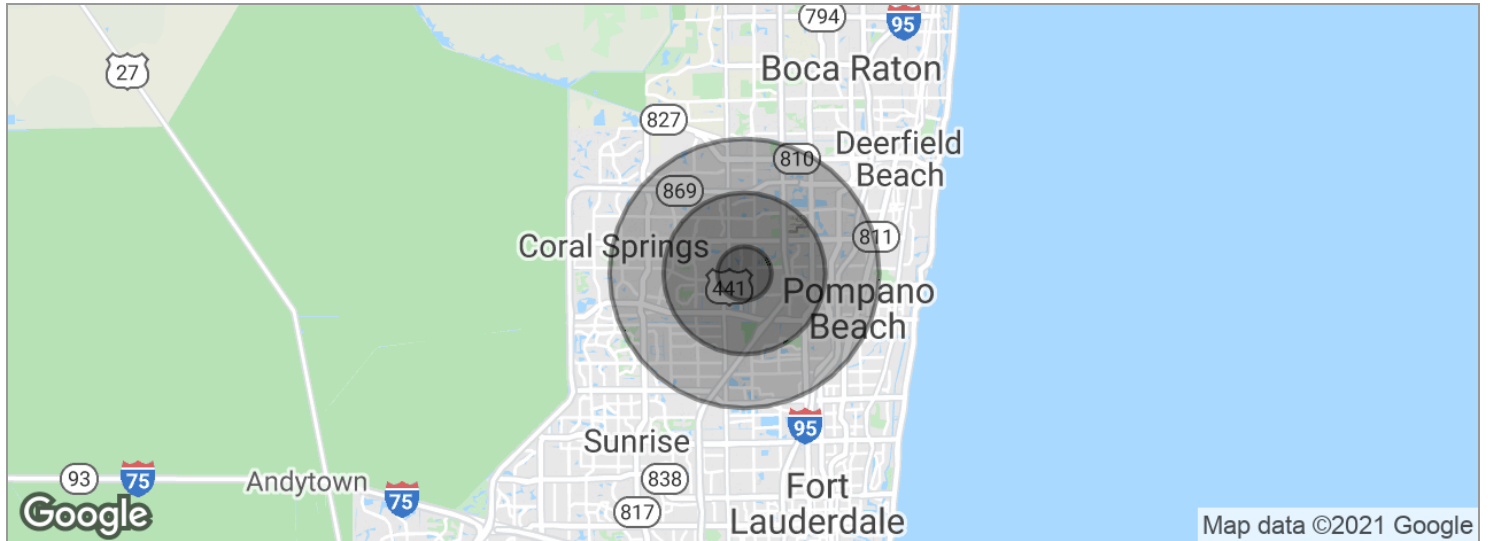 794
95
27
Boca Raton
827
Deerfield
Beach
810
869
811
Coral Springs
441
Pompano
Beach
95
Sunrise
93
75
Andytown
75
838
Fort
Lauderdale
817
Google
Map data ©2021 Google